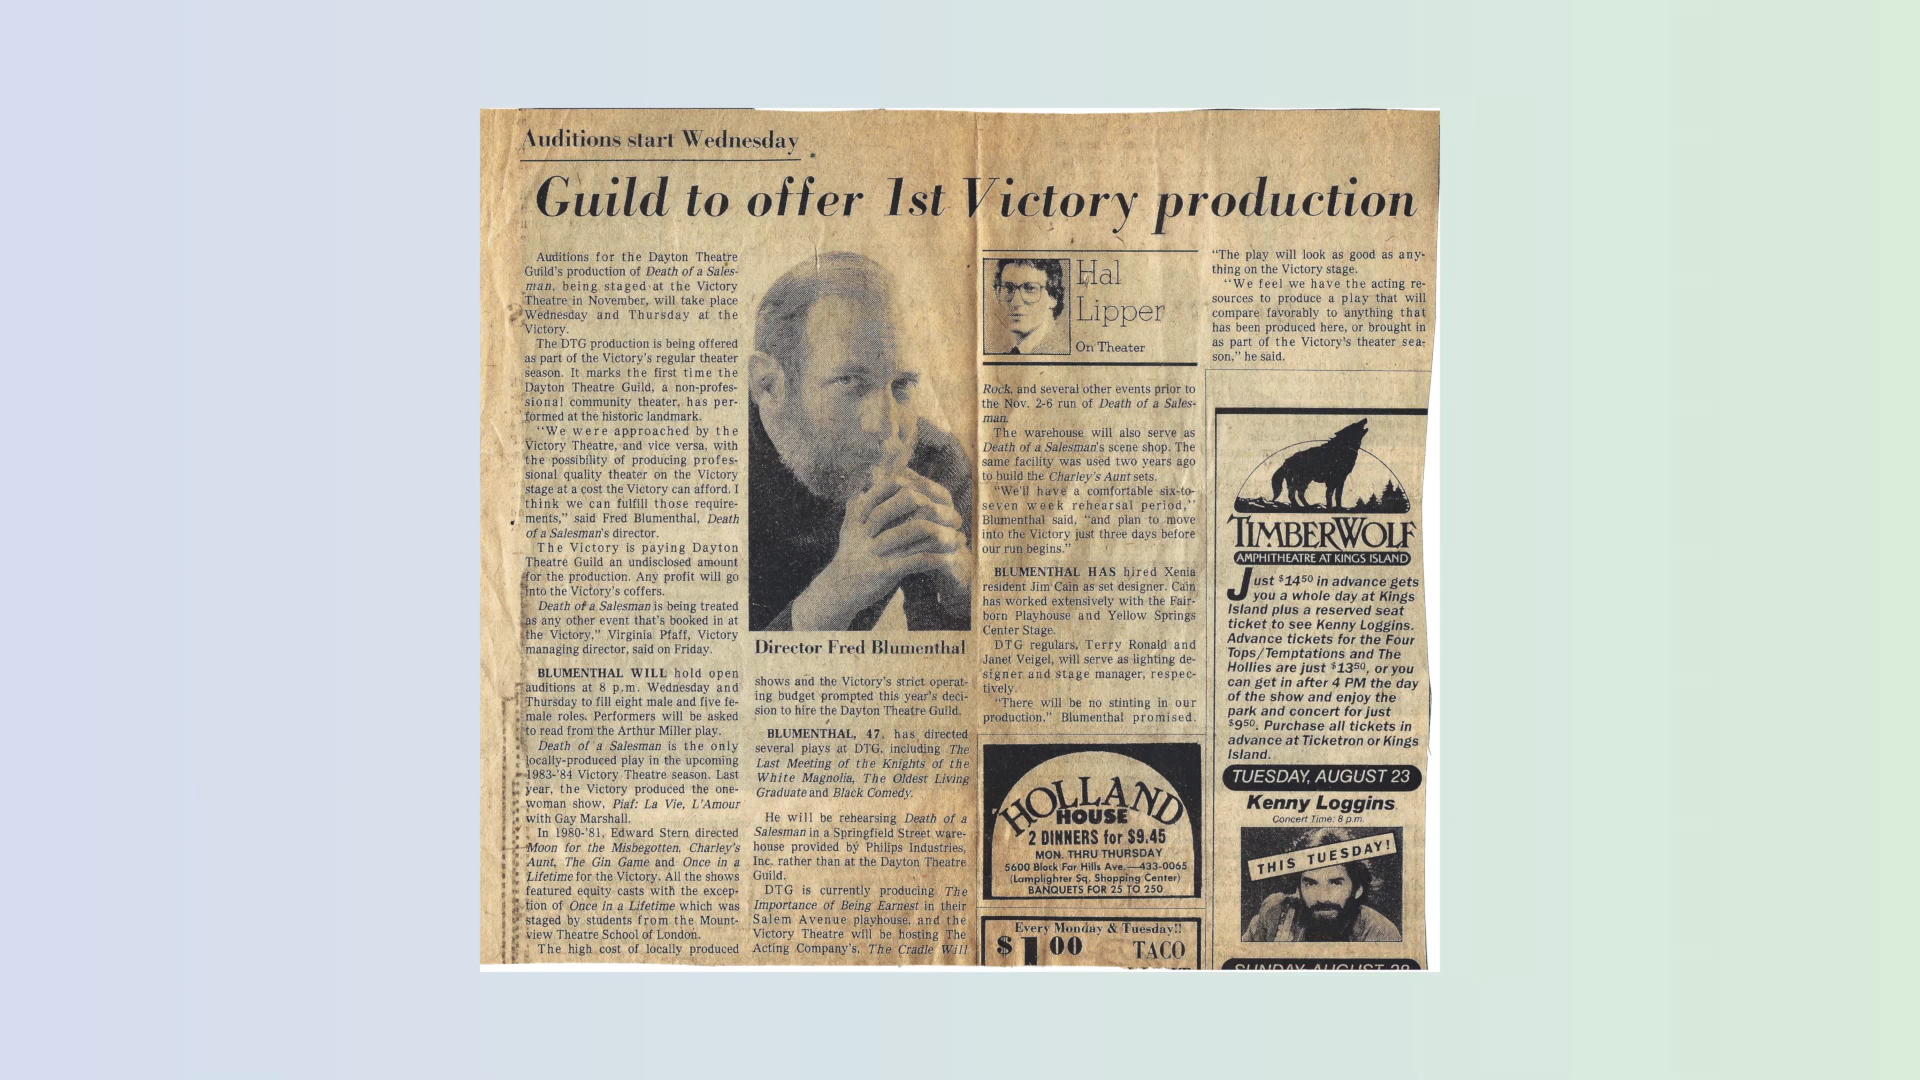 Auditions start Wednesday
Guild to offer 1st Victory production
Auditions for the Dayton Theatre
Guild's production of Death of a Sales-
man, being staged at the Victory
Theatre in November, will take place
Wednesday and Thursday at the
Victory.
The DTG production is being offered
as part of the Victory's regular theater
season. It marks the first time the
Dayton Theatre Guild, a non-profes-
sional community theater, has per-
formed at the historic landmark.
"We were approached by the
Victory Theatre, and vice versa, with
the possibility of producing profes-
sional quality theater on the Victory
stage at a cost the Victory can afford. I
think we can fulfill those require-
ments," said Fred Blumenthal, Death
of a Salesman's director.
The Victory is paying Dayton
Theatre Guild an undisclosed amount
for the production. Any profit will go
into the Victory's coffers.
Death of a Salesman is being treated
as any other event that's booked in at
the Victory," Virginia Pfaff, Victory
managing director, said on Friday.
BLUMENTHAL WILL hold open
auditions at 8 p.m. Wednesday and
Thursday to fill eight male and five fe-
male roles. Performers will be asked
to read from the Arthur Miller play.
Death of a Salesman is the only
locally-produced play in the upcoming
1983-'84 Victory Theatre season. Last
year, the Victory produced the one-
woman show, Piaf: La Vie, L'Amour
with Gay Marshall.
In 1980-'81, Edward Stern directed
Moon for the Misbegotten, Charley's
Aunt, The Gin Game and Once in a
Lifetime for the Victory. All the shows
featured equity casts with the excep-
tion of Once in a Lifetime which was
staged by students from the Mount-
view Theatre School of London.
The high cost of locally produced
Director Fred Blumenthal
shows and the Victory's strict operat-
ing budget prompted this year's deci-
sion to hire the Dayton Theatre Guild.
BLUMENTHAL, 47, has directed
several plays at DTG, including The
Last Meeting of the Knights of the
White Magnolia, The Oldest Living
Graduate and Black Comedy.
He will be rehearsing Death of a
Salesman in a Springfield Street ware-
house provided by Philips Industries,
Inc. rather than at the Dayton Theatre
Guild.
DTG is currently producing The
Importance of Being Earnest in their
Salem Avenue playhouse, and the
Victory Theatre will be hosting The
Acting Company's, The Cradle Will
Hal
Lipper
On Theater
Rock, and several other events prior to
the Nov. 2-6 run of Death of a Sales-
man.
The warehouse will also serve as
Death of a Salesman's scene shop. The
same facility was used two years ago
to build the Charley's Aunt sets.
"We'll have a comfortable six-to-
seven week rehearsal period,"
Blumenthal said, "and plan to move
into the Victory just three days before
our run begins."
BLUMENTHAL HAS hired Xenia
resident Jim Cain as set designer. Cain
has worked extensively with the Fair-
born Playhouse and Yellow Springs
Center Stage.
DTG regulars, Terry Ronald and
Janet Veigel, will serve as lighting de-
signer and stage manager, respec-
tively.
"There will be no stinting in our
production," Blumenthal promised.
"The play will look as good as any-
thing on the Victory stage.
"We feel we have the acting re-
sources to produce a play that will
compare favorably to anything that
has been produced here, or brought in
as part of the Victory's theater sea-
son," he said.
HOLLAND
HOUSE
2 DINNERS for $9.45
MON. THRU THURSDAY
5600 Block Far Hills Ave.—433-0065
(Lamplighter Sq. Shopping Center)
BANQUETS FOR 25 TO 250
Every Monday & Tuesday!!
$1.00 TACO
TIMBERWOLF
AMPHITHEATRE AT KINGS ISLAND
Just $14.50 in advance gets
you a whole day at Kings
Island plus a reserved seat
ticket to see Kenny Loggins.
Advance tickets for the Four
Tops/Temptations and The
Hollies are just $13.50, or you
can get in after 4 PM the day
of the show and enjoy the
park and concert for just
$9.50. Purchase all tickets in
advance at Ticketron or Kings
Island.
TUESDAY, AUGUST 23
Kenny Loggins
Concert Time: 8 p.m.
THIS TUESDAY!
SUNDAY, AUGUST 28